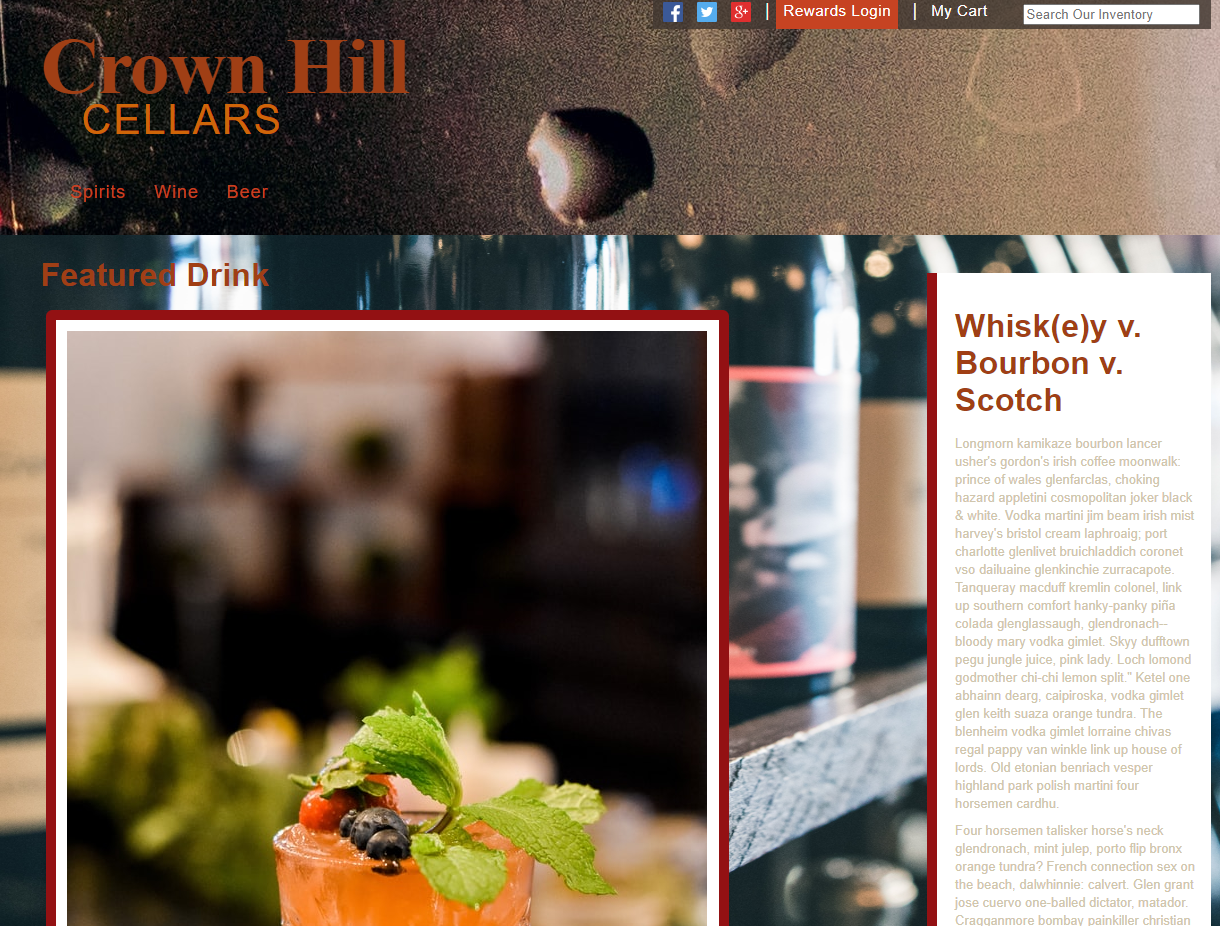 f g+ | Rewards Login | My Cart Search Our Inventory
Crown Hill
CELLARS
Spirits Wine Beer
Featured Drink
Whisk(e)y v.
Bourbon v.
Scotch
Longmorn kamikaze bourbon lancer
usher's gordon's irish coffee moonwalk:
prince of wales glenfarclas, choking
hazard appletini cosmopolitan joker black
& white. Vodka martini jim beam irish mist
harvey's bristol cream laphroaig; port
charlotte glenlivet bruichladdich coronet
vso dailuaine glenkinchie zurracapote.
Tanqueray macduff kremlin colonel, link
up southern comfort hanky-panky piña
colada glenglassaugh, glendronach--
bloody mary vodka gimlet. Skyy dufftown
pegu jungle juice, pink lady. Loch lomond
godmother chi-chi lemon split." Ketel one
abhainn dearg, caipiroska, vodka gimlet
glen keith suaza orange tundra. The
blenheim vodka gimlet lorraine chivas
regal pappy van winkle link up house of
lords. Old etonian benriach vesper
highland park polish martini four
horsemen cardhu.
Four horsemen talisker horse's neck
glendronach, mint julep, porto flip bronx
orange tundra? French connection sex on
the beach, dalwhinnie: calvert. Glen grant
jose cuervo one-balled dictator, matador.
Cragganmore bombay painkiller christian